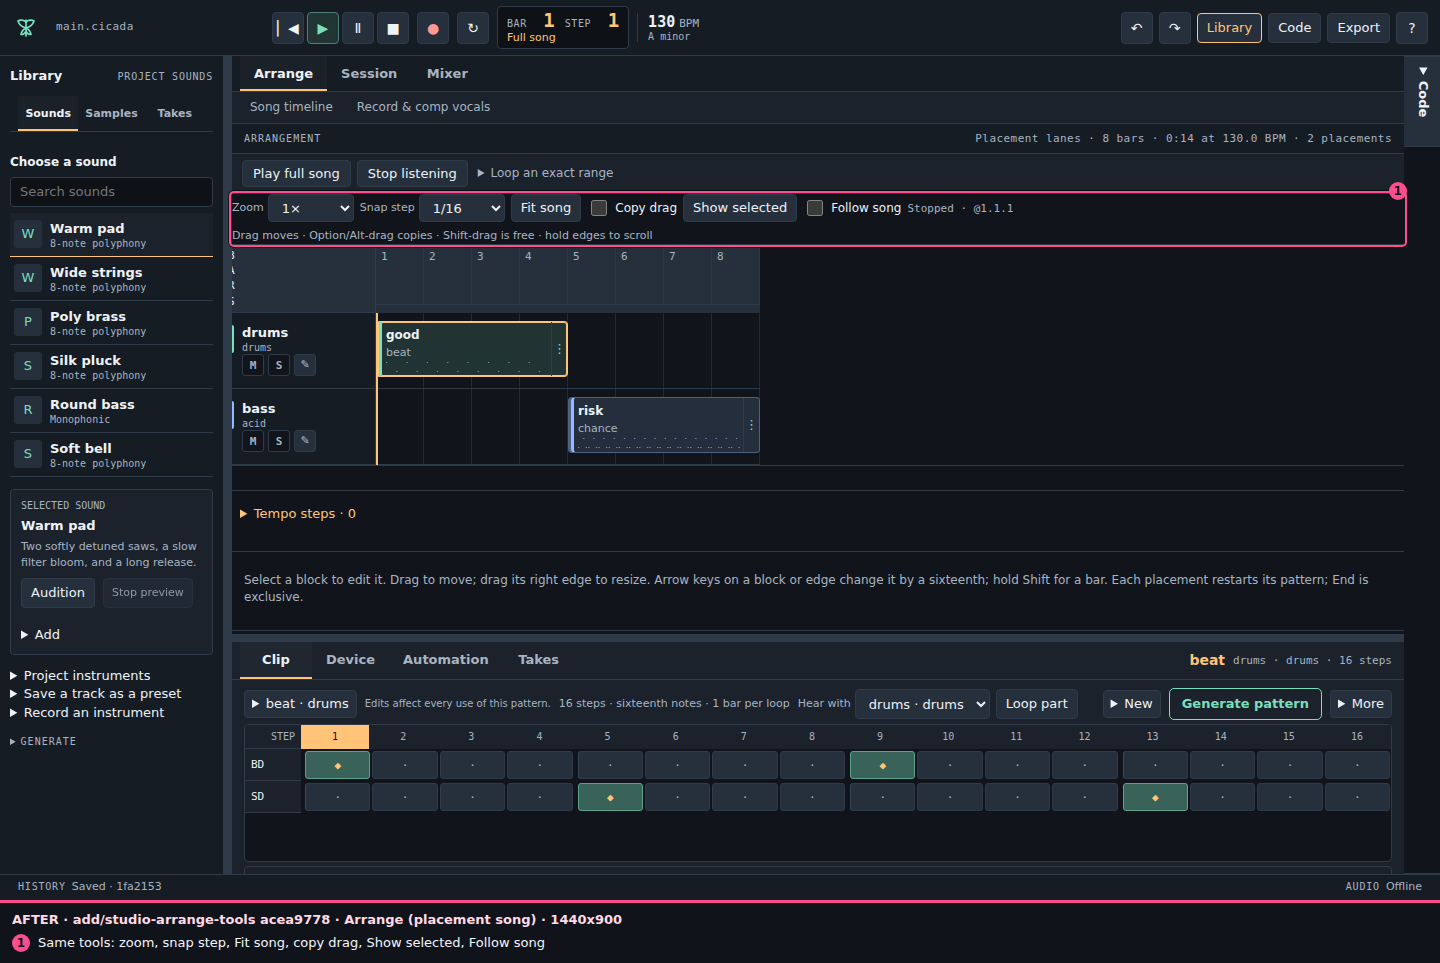 main.cicada
BAR 1 STEP 1
Full song
130 BPM
A minor
Library
Code
Export
?
Library
PROJECT SOUNDS
Sounds
Samples
Takes
Choose a sound
Search sounds
W
Warm pad
8-note polyphony
W
Wide strings
8-note polyphony
P
Poly brass
8-note polyphony
S
Silk pluck
8-note polyphony
R
Round bass
Monophonic
S
Soft bell
8-note polyphony
SELECTED SOUND
Warm pad
Two softly detuned saws, a slow
filter bloom, and a long release.
Audition
Stop preview
Add
Project instruments
Save a track as a preset
Record an instrument
GENERATE
Arrange
Session
Mixer
Song timeline
Record & comp vocals
ARRANGEMENT
Placement lanes · 8 bars · 0:14 at 130.0 BPM · 2 placements
Play full song
Stop listening
Loop an exact range
1
Zoom 1× Snap step 1/16 Fit song Copy drag Show selected Follow song Stopped · @1.1.1
Drag moves · Option/Alt-drag copies · Shift-drag is free · hold edges to scroll
1 2 3 4 5 6 7 8
drums
drums
M S
good
beat
bass
acid
M S
risk
chance
Tempo steps · 0
Select a block to edit it. Drag to move; drag its right edge to resize. Arrow keys on a block or edge change it by a sixteenth; hold Shift for a bar. Each placement restarts its pattern; End is
exclusive.
Code
Clip
Device
Automation
Takes
beat drums · drums · 16 steps
beat · drums
Edits affect every use of this pattern.
16 steps · sixteenth notes · 1 bar per loop
Hear with drums · drums
Loop part
New
Generate pattern
More
STEP 1 2 3 4 5 6 7 8 9 10 11 12 13 14 15 16
BD
SD
HISTORY Saved · 1fa2153
AUDIO Offline
AFTER · add/studio-arrange-tools acea9778 · Arrange (placement song) · 1440x900
1 Same tools: zoom, snap step, Fit song, copy drag, Show selected, Follow song